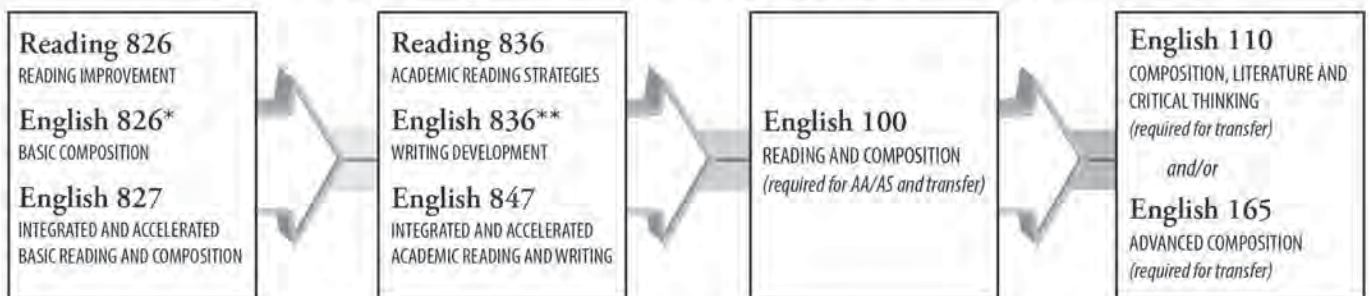 Reading 826
READING IMPROVEMENT
English 826*
BASIC COMPOSITION
English 827
INTEGRATED AND ACCELERATED
BASIC READING AND COMPOSITION
Reading 836
ACADEMIC READING STRATEGIES
English 836**
WRITING DEVELOPMENT
English 847
INTEGRATED AND ACCELERATED
ACADEMIC READING AND WRITING
English 100
READING AND COMPOSITION
(required for AA/AS and transfer)
English 110
COMPOSITION, LITERATURE AND
CRITICAL THINKING
(required for transfer)
and/or
English 165
ADVANCED COMPOSITION
(required for transfer)